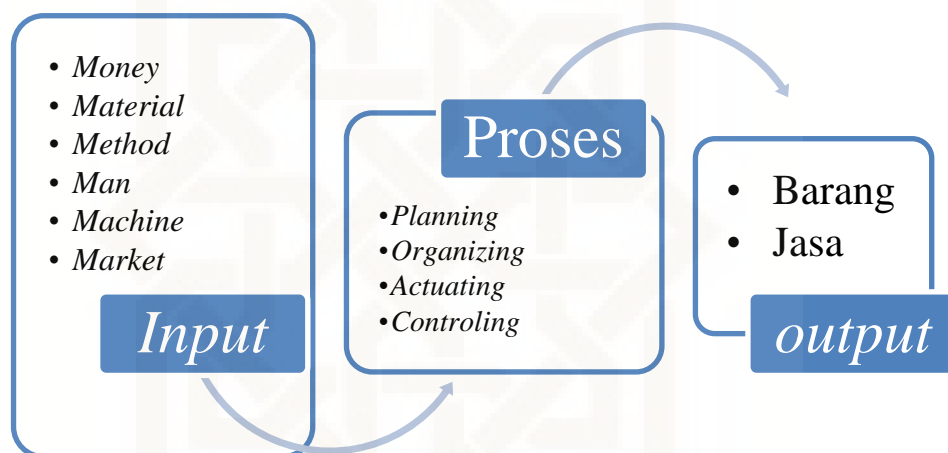 • Money
• Material
• Method
• Man
• Machine
• Market
Input
Proses
•Planning
•Organizing
•Actuating
•Controling
• Barang
• Jasa
output